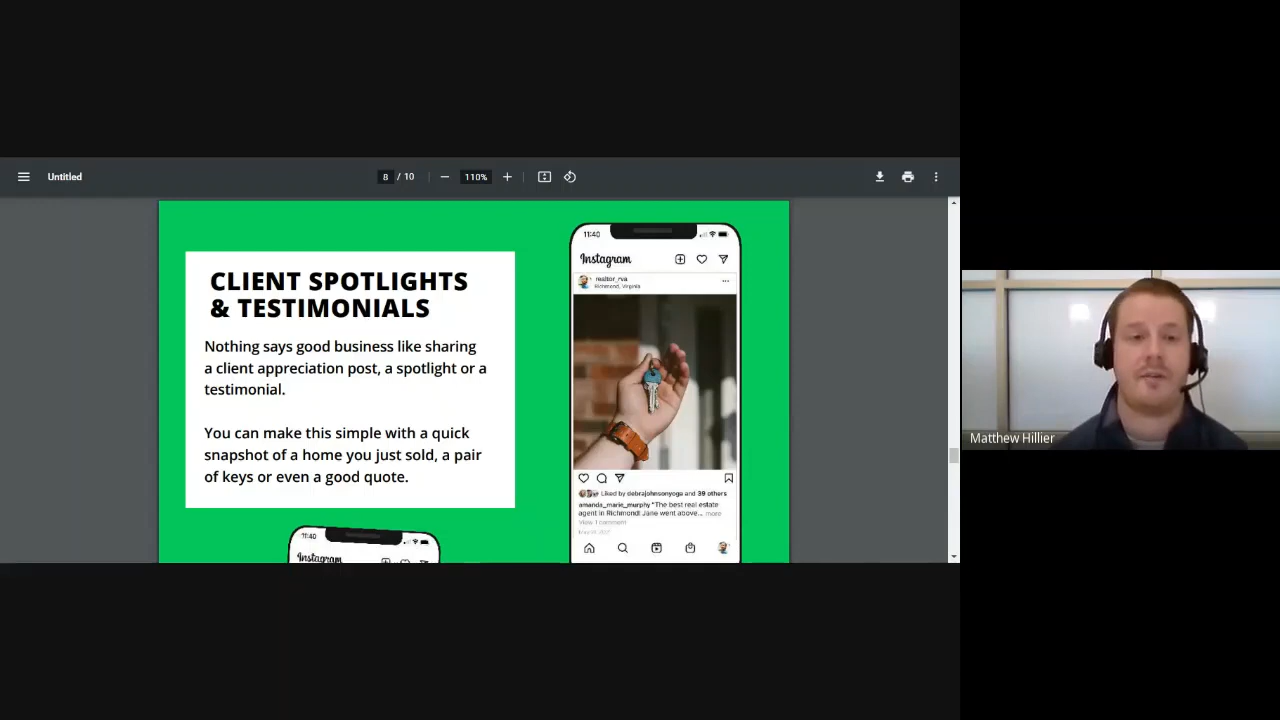 Untitled
8 / 10
110%
CLIENT SPOTLIGHTS
& TESTIMONIALS
Nothing says good business like sharing
a client appreciation post, a spotlight or a
testimonial.
You can make this simple with a quick
snapshot of a home you just sold, a pair
of keys or even a good quote.
11:40
Instagram
realtor_rva
Richmond, Virginia
Liked by debrajohnsonyoga and 39 others
amanda_marie_murphy "The best real estate
agent in Richmond! Jane went above... more
View 1 comment
11:40
Instagram
Matthew Hillier